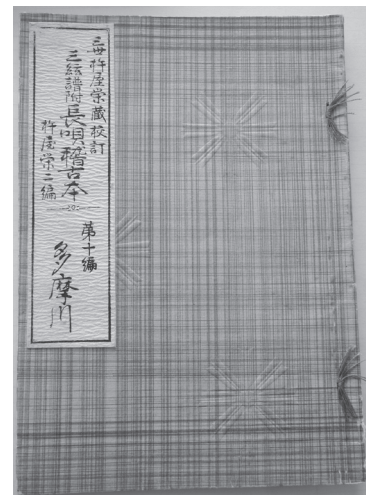 三世杵屋栄蔵校訂
三絃譜附長唄稽古本
杵屋栄二編
第十編
多摩川